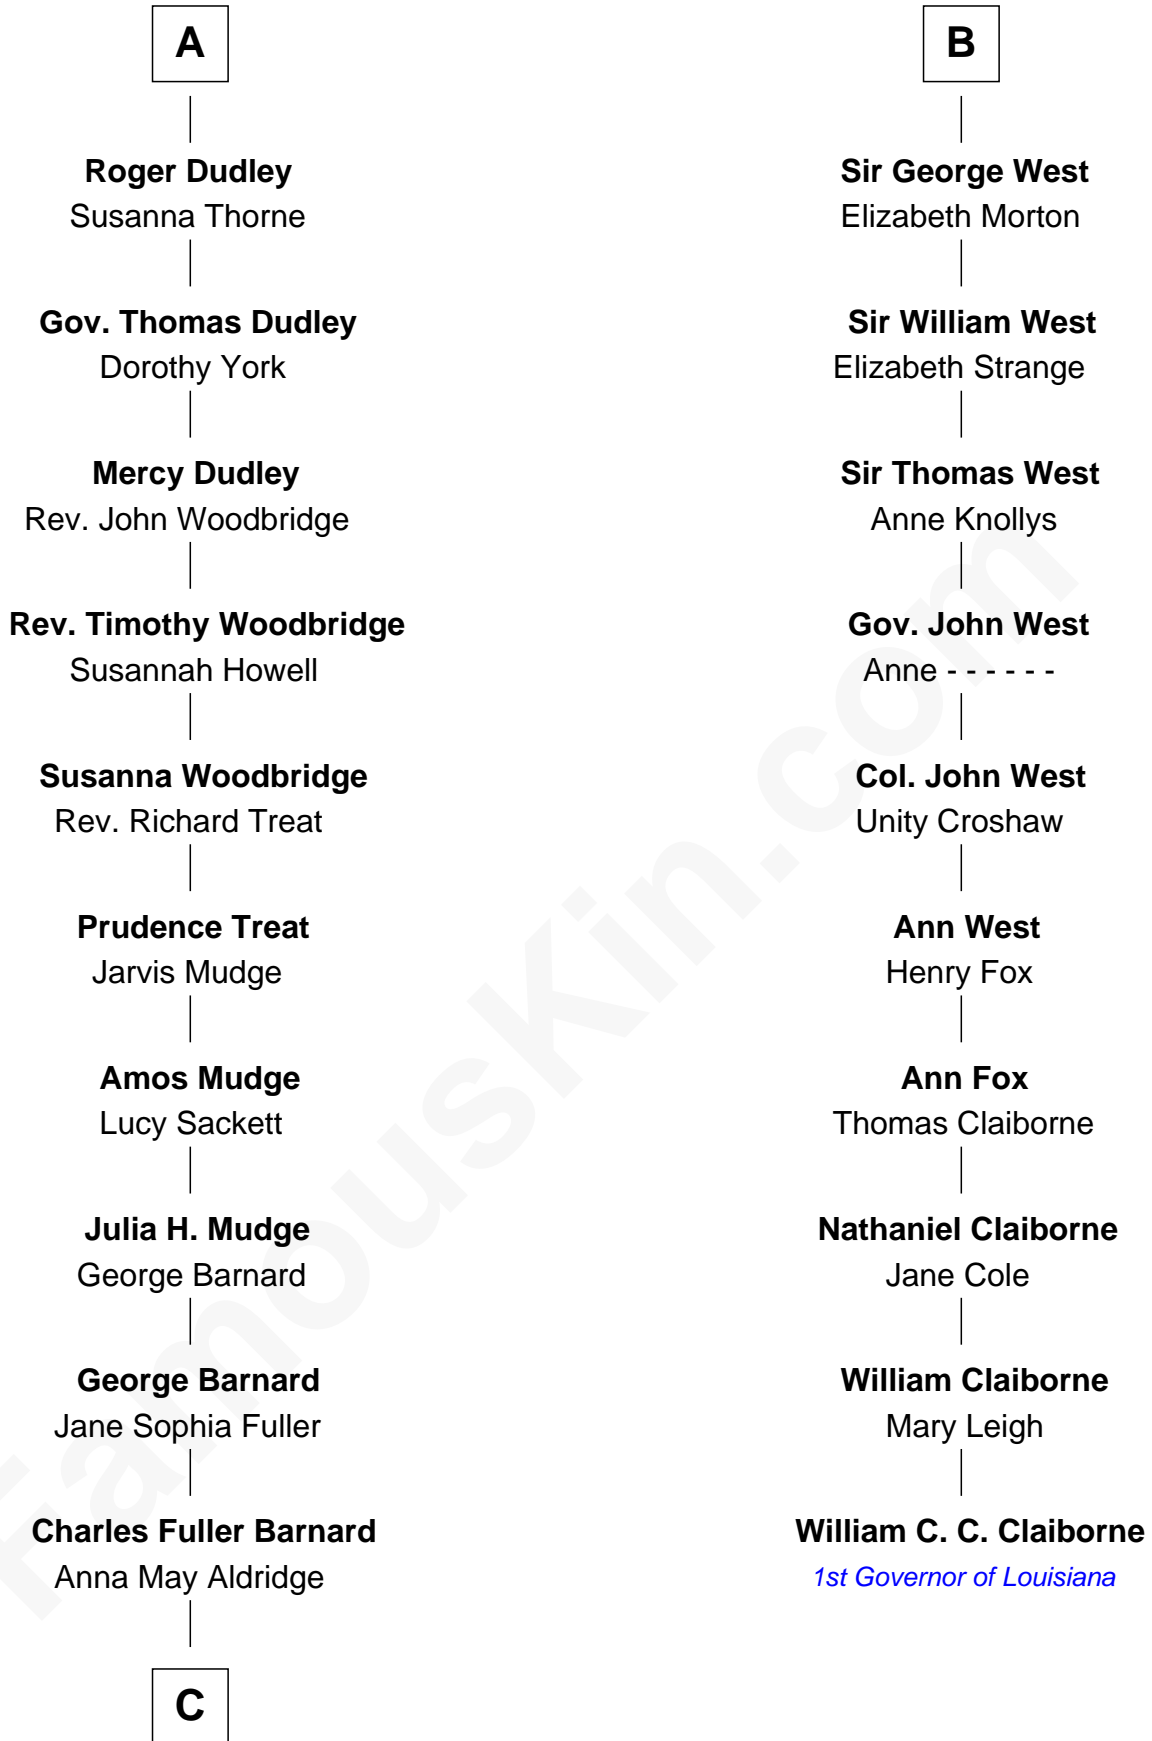 A
Roger Dudley
Susanna Thorne
Gov. Thomas Dudley
Dorothy York
Mercy Dudley
Rev. John Woodbridge
Rev. Timothy Woodbridge
Susannah Howell
Susanna Woodbridge
Rev. Richard Treat
Prudence Treat
Jarvis Mudge
Amos Mudge
Lucy Sackett
Julia H. Mudge
George Barnard
George Barnard
Jane Sophia Fuller
Charles Fuller Barnard
Anna May Aldridge
C
B
Sir George West
Elizabeth Morton
Sir William West
Elizabeth Strange
Sir Thomas West
Anne Knollys
Gov. John West
Anne - - - - - -
Col. John West
Unity Croshaw
Ann West
Henry Fox
Ann Fox
Thomas Claiborne
Nathaniel Claiborne
Jane Cole
William Claiborne
Mary Leigh
William C. C. Claiborne
1st Governor of Louisiana
FamousKin.com